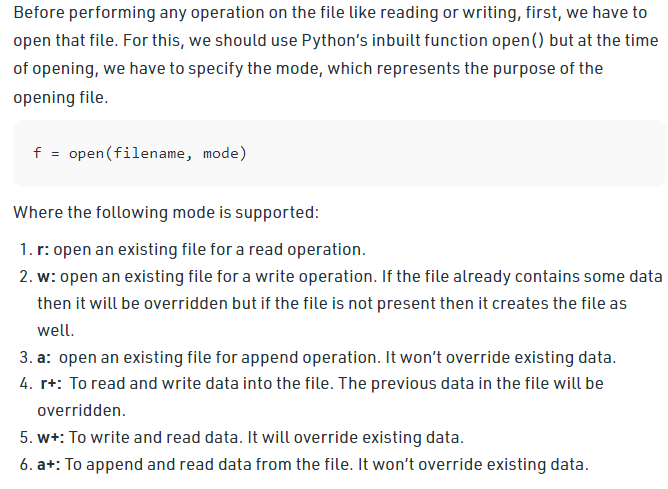 Before performing any operation on the file like reading or writing, first, we have to
open that file. For this, we should use Python's inbuilt function open() but at the time
of opening, we have to specify the mode, which represents the purpose of the
opening file.
f = open(filename, mode)
Where the following mode is supported:
1. r: open an existing file for a read operation.
2. w: open an existing file for a write operation. If the file already contains some data
then it will be overridden but if the file is not present then it creates the file as
well.
3. a:  open an existing file for append operation. It won't override existing data.
4.  r+:  To read and write data into the file. The previous data in the file will be
overridden.
5. w+: To write and read data. It will override existing data.
6. a+: To append and read data from the file. It won't override existing data.